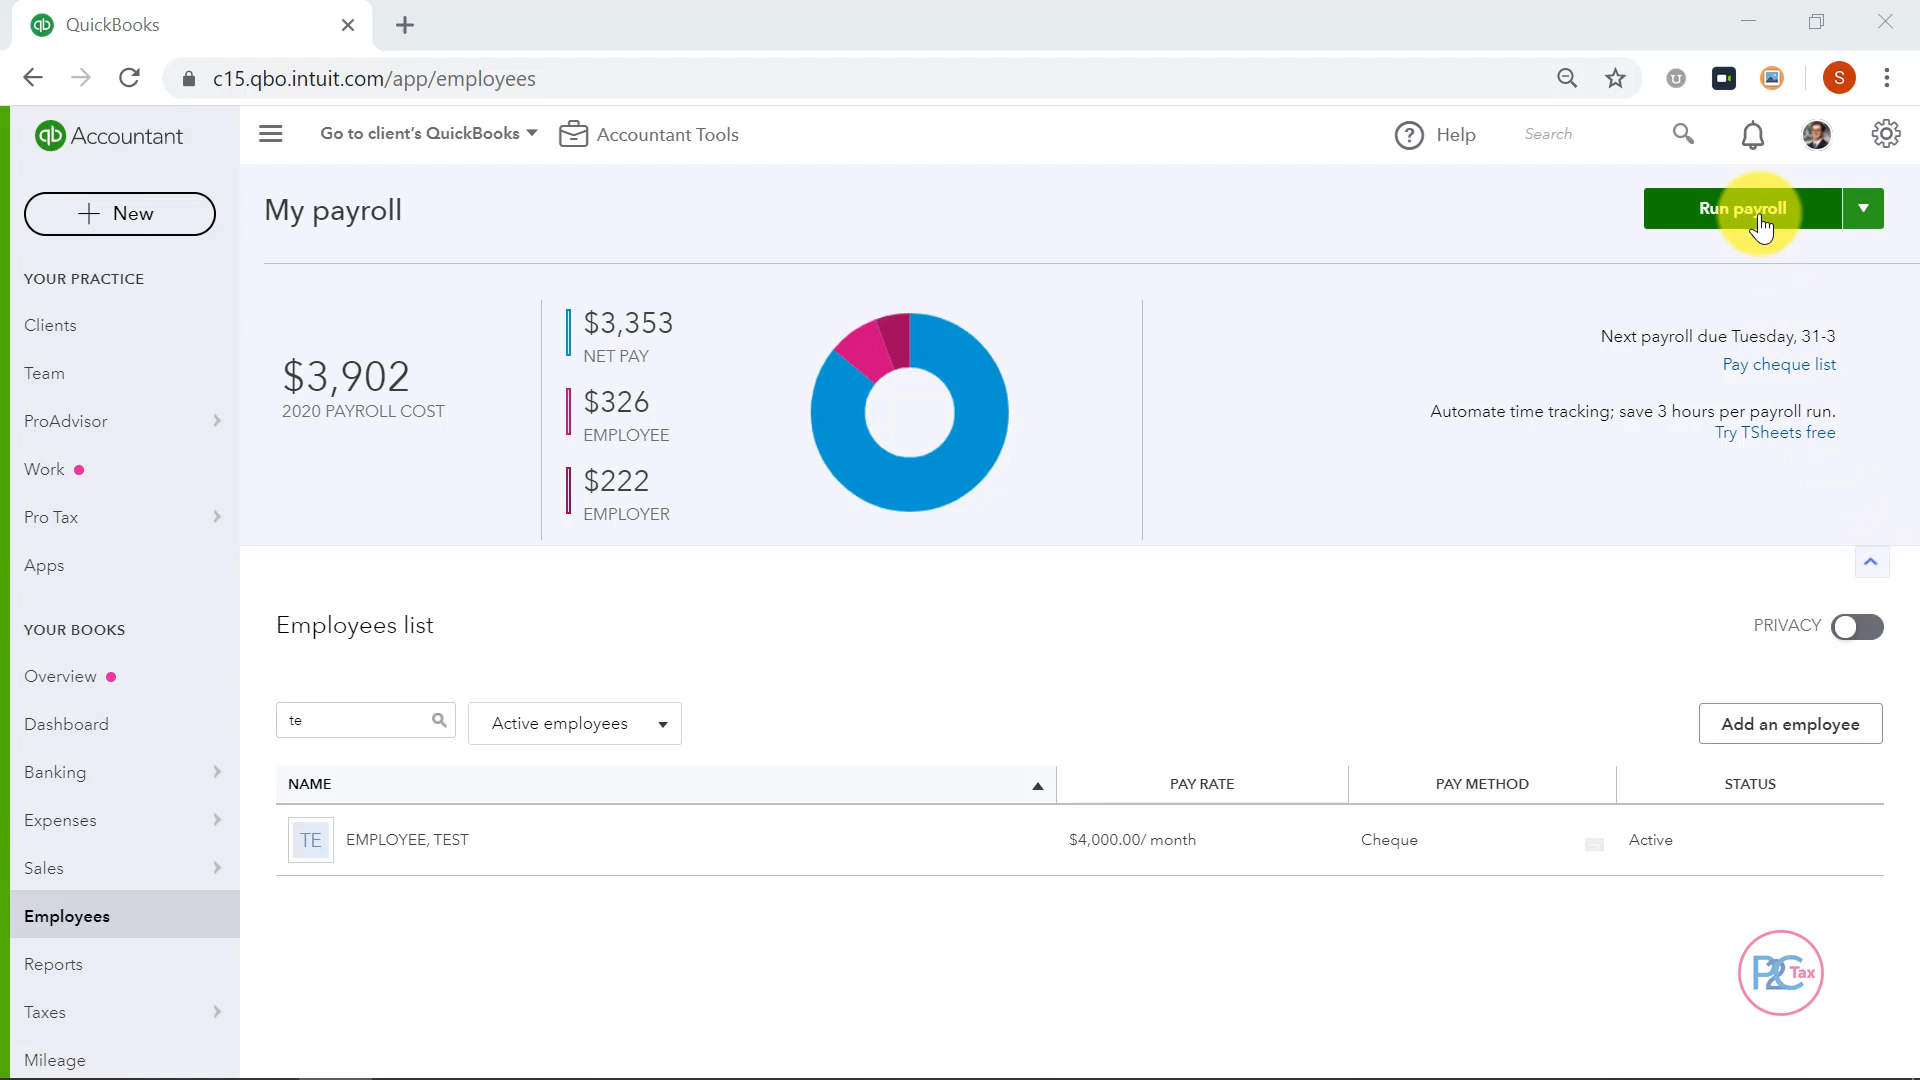 QuickBooks
c15.qbo.intuit.com/app/employees
S
qb Accountant
Go to client's QuickBooks
Accountant Tools
Help
Search
New
My payroll
Run payroll
YOUR PRACTICE
Clients
Team
ProAdvisor
Work
Pro Tax
Apps
YOUR BOOKS
Overview
Dashboard
Banking
Expenses
Sales
Employees
Reports
Taxes
Mileage
$3,902
2020 PAYROLL COST
$3,353
NET PAY
$326
EMPLOYEE
$222
EMPLOYER
Next payroll due Tuesday, 31-3
Pay cheque list
Automate time tracking; save 3 hours per payroll run.
Try TSheets free
Employees list
PRIVACY
te
Active employees
Add an employee
NAME PAY RATE PAY METHOD STATUS
TE EMPLOYEE, TEST $4,000.00/ month Cheque Active
P2C Tax